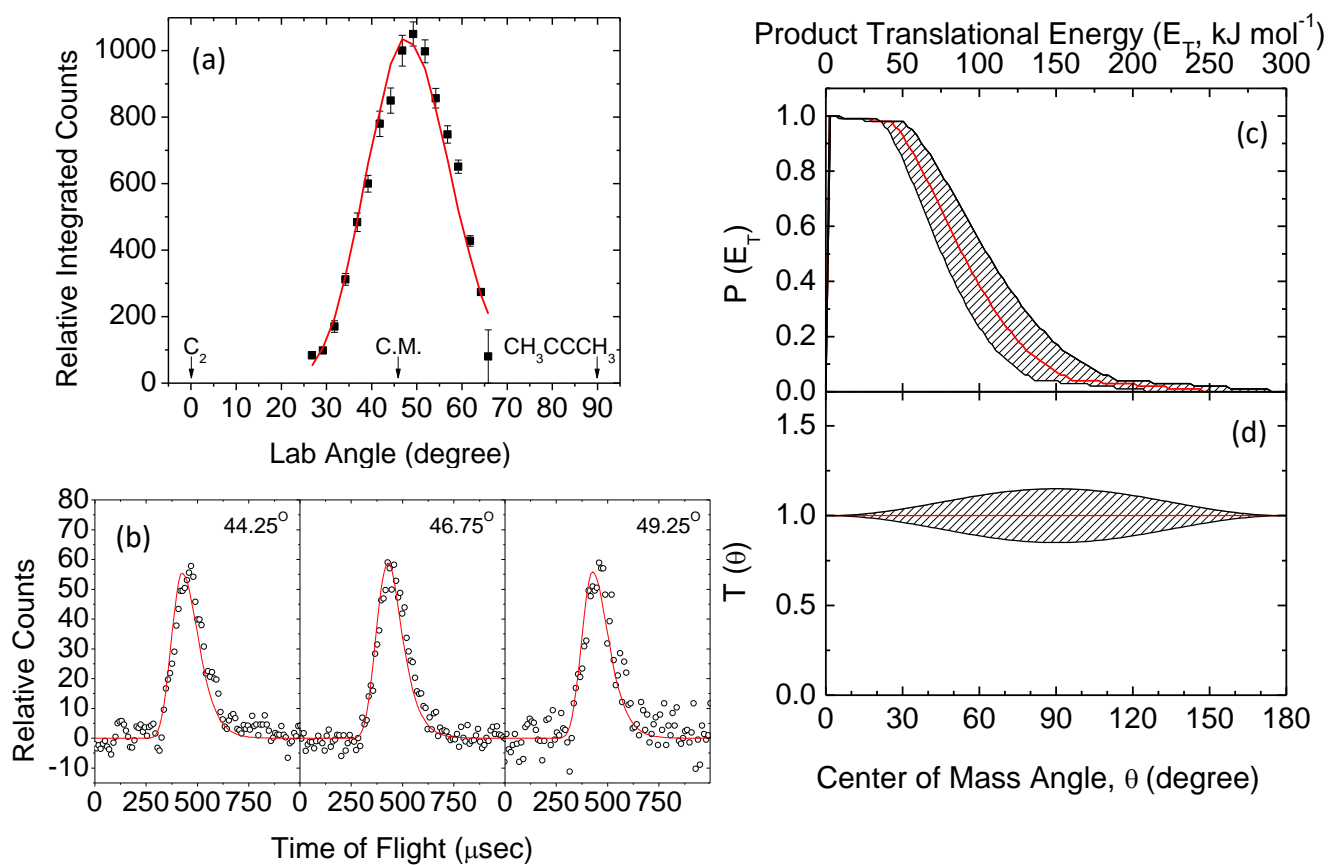 (a)
Relative Integrated Counts
1000
800
600
400
200
0
C₂
C.M.
CH₃CCCH₃
0 10 20 30 40 50 60 70 80 90
Lab Angle (degree)
(b)
Relative Counts
80
70
60
50
40
30
20
10
0
-10
44.25ᴼ
46.75ᴼ
49.25ᴼ
0 250 500 750 0 250 500 750 0 250 500 750
Time of Flight (μsec)
Product Translational Energy (E_T, kJ mol⁻¹)
0 50 100 150 200 250 300
(c)
P (E_T)
1.0
0.8
0.6
0.4
0.2
0.0
(d)
T (θ)
1.5
1.0
0.5
0.0
0 30 60 90 120 150 180
Center of Mass Angle, θ (degree)